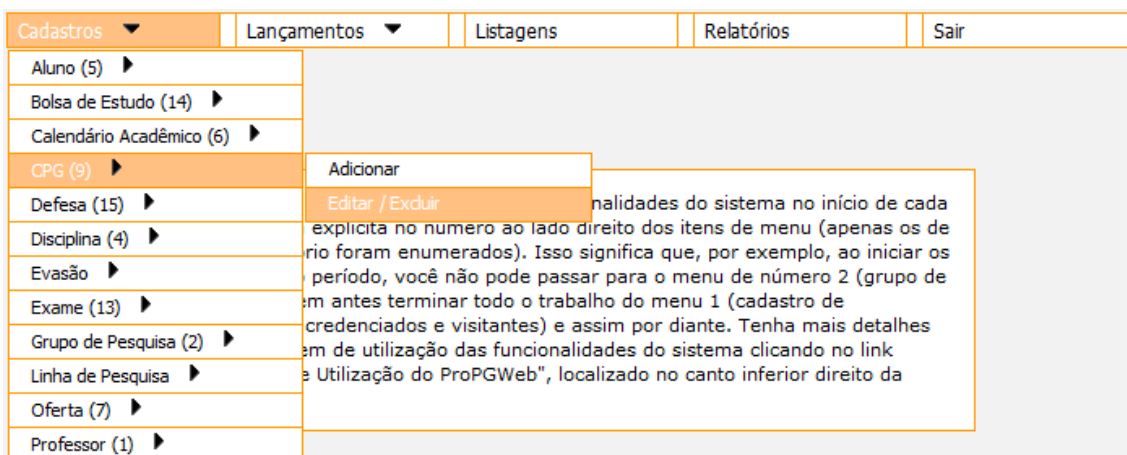 Cadastros Lançamentos Listagens Relatórios Sair
Aluno (5)
Bolsa de Estudo (14)
Calendário Acadêmico (6)
CPG (9)
Adicionar
Defesa (15)
Editar / Excluir
nalidades do sistema no início de cada
Disciplina (4)
explícita no número ao lado direito dos itens de menu (apenas os de
Evasão
rio foram enumerados). Isso significa que, por exemplo, ao iniciar os
período, você não pode passar para o menu de número 2 (grupo de
Exame (13)
em antes terminar todo o trabalho do menu 1 (cadastro de
Grupo de Pesquisa (2)
credenciados e visitantes) e assim por diante. Tenha mais detalhes
em de utilização das funcionalidades do sistema clicando no link
Linha de Pesquisa
e Utilização do ProPGWeb", localizado no canto inferior direito da
Oferta (7)
Professor (1)